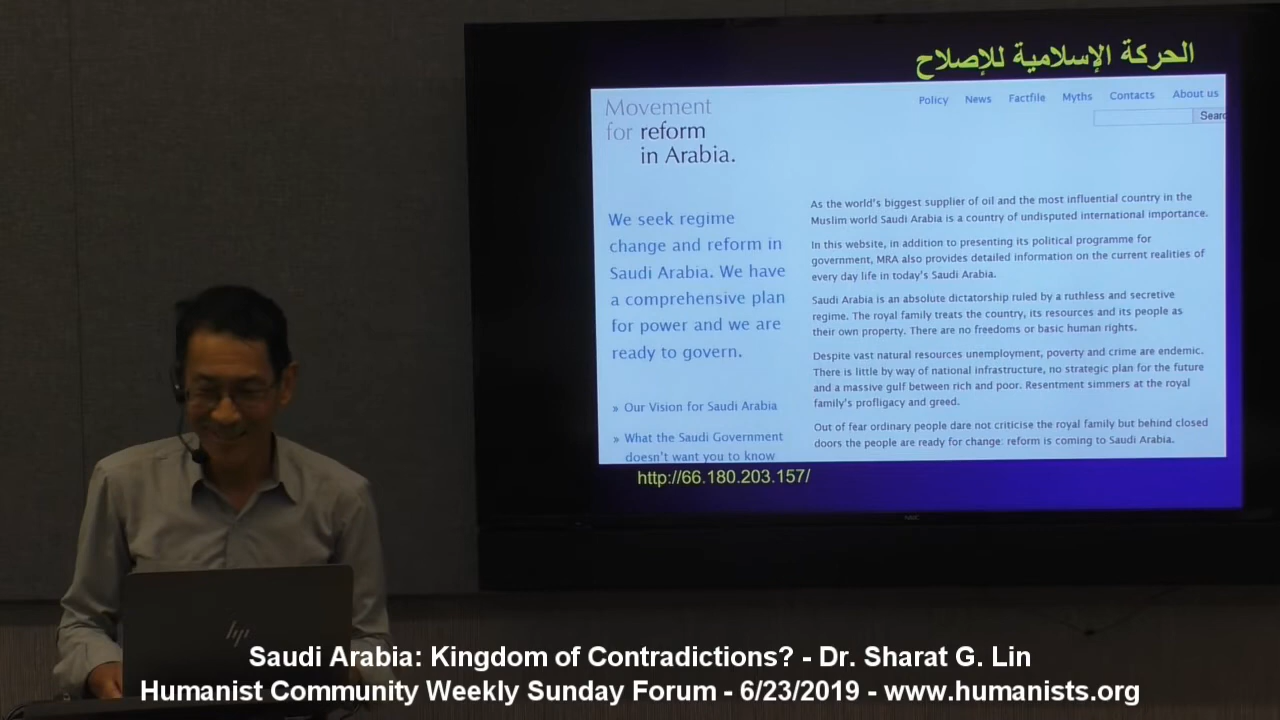 الحركة الإسلامية للإصلاح
Movement
for reform
in Arabia.
Policy News Factfile Myths Contacts About us
Searc
We seek regime
change and reform in
Saudi Arabia. We have
a comprehensive plan
for power and we are
ready to govern.
» Our Vision for Saudi Arabia
» What the Saudi Government
doesn't want you to know
As the world's biggest supplier of oil and the most influential country in the
Muslim world Saudi Arabia is a country of undisputed international importance.
In this website, in addition to presenting its political programme for
government, MRA also provides detailed information on the current realities of
every day life in today's Saudi Arabia.
Saudi Arabia is an absolute dictatorship ruled by a ruthless and secretive
regime. The royal family treats the country, its resources and its people as
their own property. There are no freedoms or basic human rights.
Despite vast natural resources unemployment, poverty and crime are endemic.
There is little by way of national infrastructure, no strategic plan for the future
and a massive gulf between rich and poor. Resentment simmers at the royal
family's profligacy and greed.
Out of fear ordinary people dare not criticise the royal family but behind closed
doors the people are ready for change: reform is coming to Saudi Arabia.
http://66.180.203.157/
NEC
hp
Saudi Arabia: Kingdom of Contradictions? - Dr. Sharat G. Lin
Humanist Community Weekly Sunday Forum - 6/23/2019 - www.humanists.org